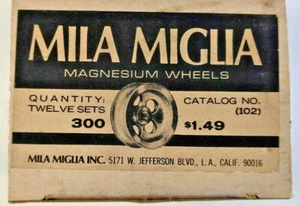 MILA MIGLIA
MAGNESIUM WHEELS
QUANTITY: CATALOG NO.
TWELVE SETS (102)
300 $1.49
MILA MIGLIA INC. 5171 W. JEFFERSON BLVD., L.A., CALIF. 90016